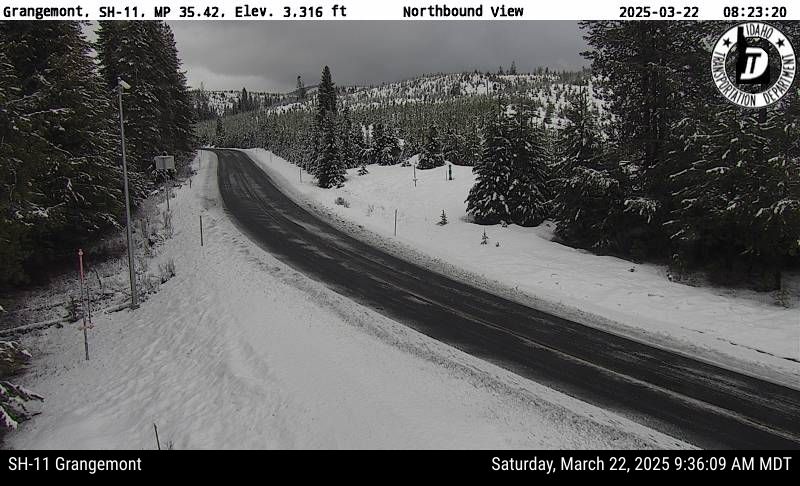 Grangemont, SH-11, MP 35.42, Elev. 3,316 ft Northbound View 2025-03-22 08:23:20
IDAHO
TRANSPORTATION DEPARTMENT
SH-11 Grangemont Saturday, March 22, 2025 9:36:09 AM MDT